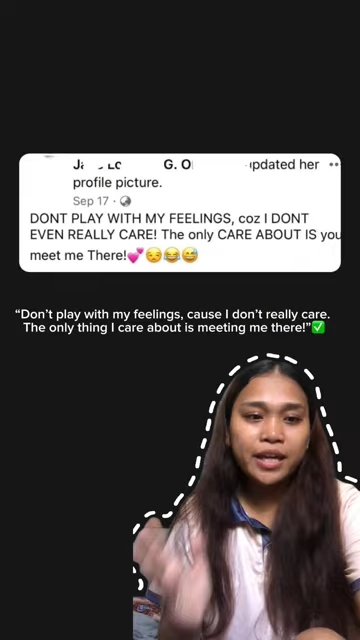 G. updated her
profile picture.
Sep 17 ·
DONT PLAY WITH MY FEELINGS, coz I DONT
EVEN REALLY CARE! The only CARE ABOUT IS you
meet me There!💕😒😂😅
“Don’t play with my feelings, cause I don’t really care.
The only thing I care about is meeting me there!”✅